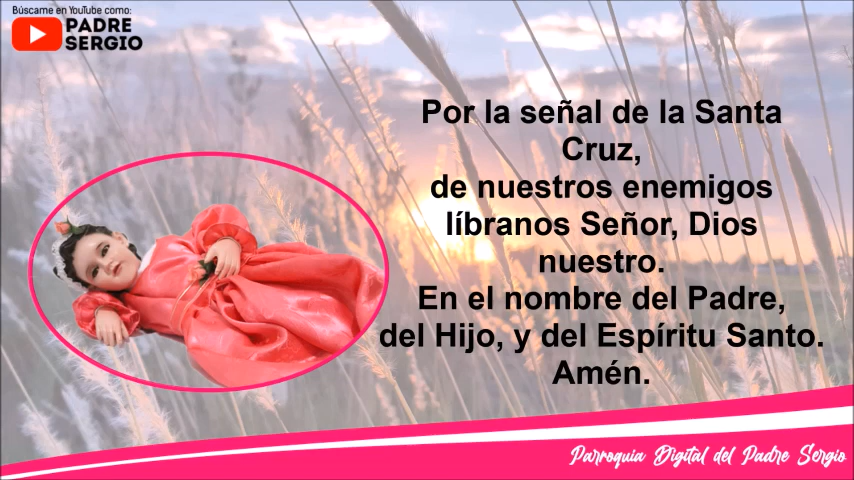 Búscame en YouTube como:
PADRE
SERGIO
Por la señal de la Santa
Cruz,
de nuestros enemigos
líbranos Señor, Dios
nuestro.
En el nombre del Padre,
del Hijo, y del Espíritu Santo.
Amén.
Parroquia Digital del Padre Sergio